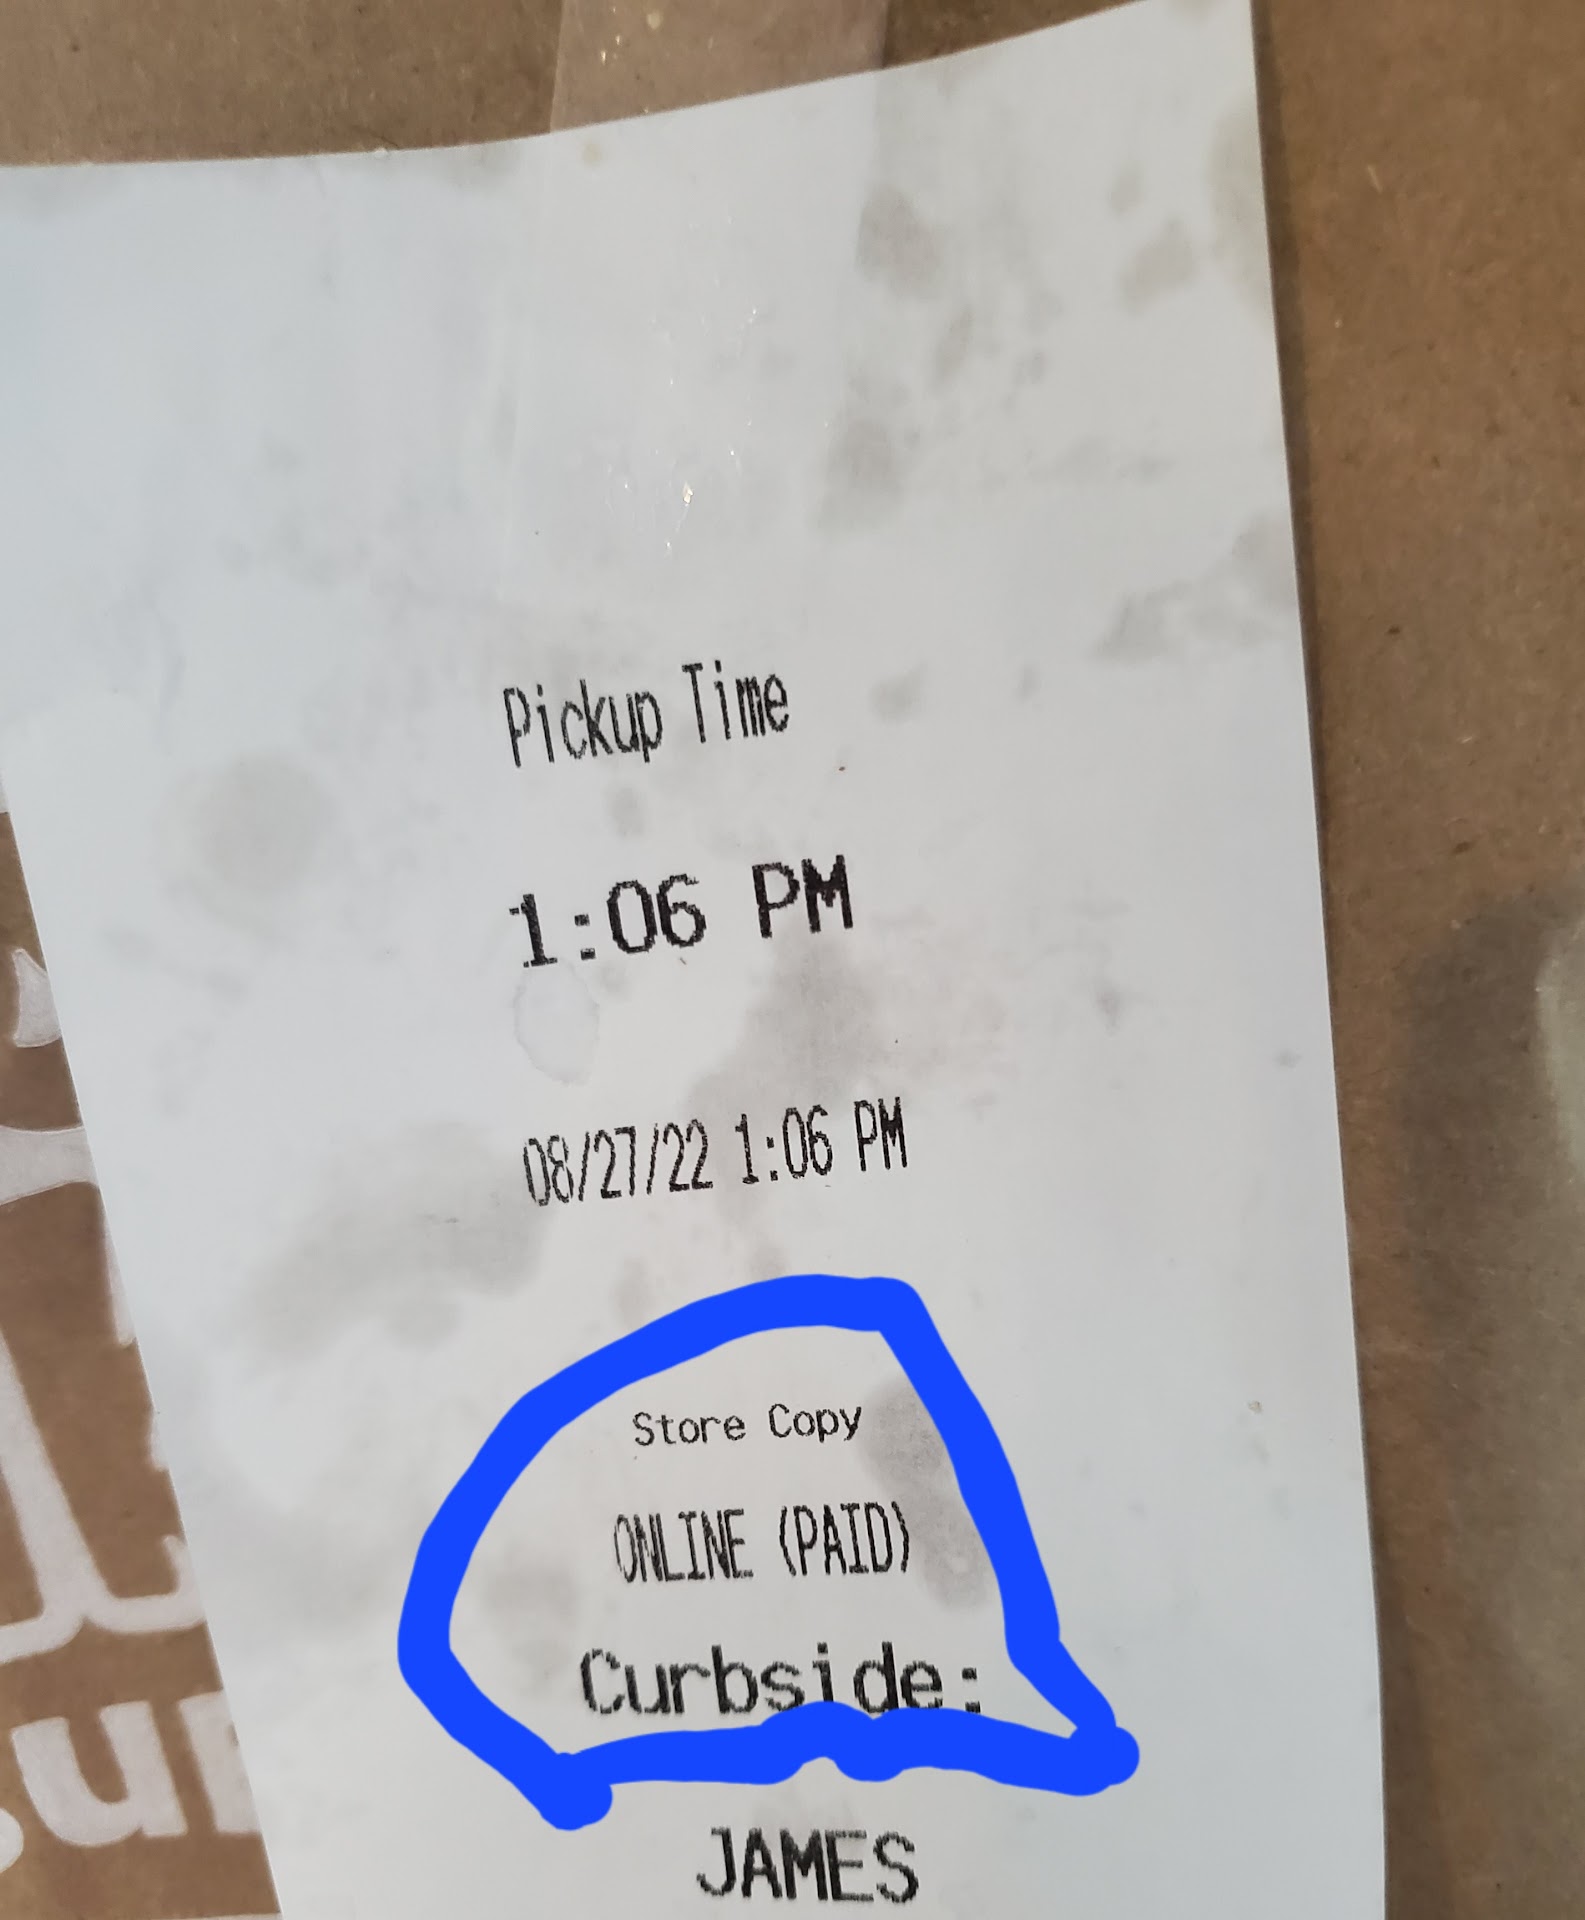 Pickup Time
1:06 PM
08/27/22 1:06 PM
Store Copy
ONLINE (PAID)
Curbside:
JAMES